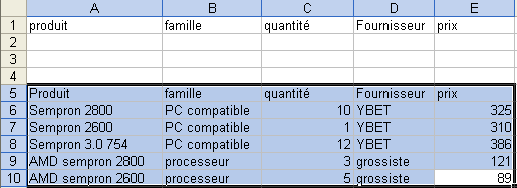 A B C D E
1 produit famille quantité Fournisseur prix
2
3
4
5 Produit famille quantité Fournisseur prix
6 Sempron 2800 PC compatible 10 YBET 325
7 Sempron 2600 PC compatible 1 YBET 310
8 Sempron 3.0 754 PC compatible 12 YBET 386
9 AMD sempron 2800 processeur 3 grossiste 121
10 AMD sempron 2600 processeur 5 grossiste 89